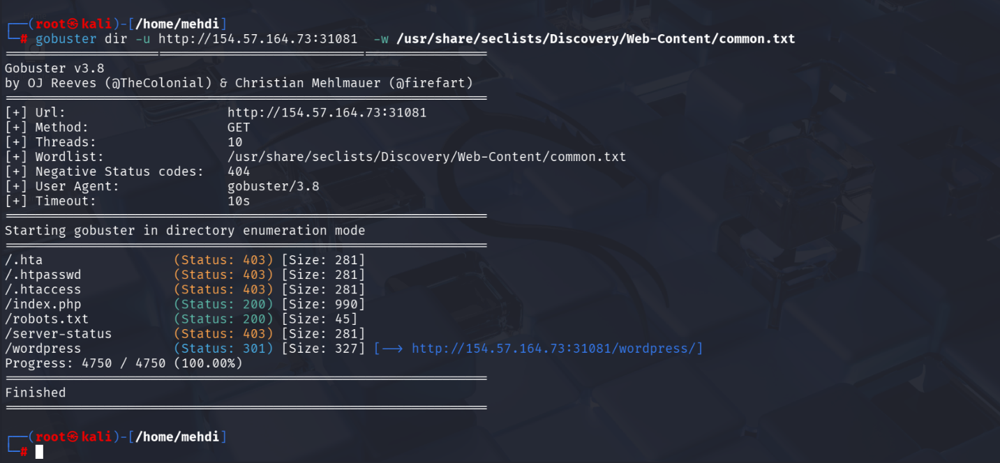 ┌──(root㉿kali)-[/home/mehdi]
└─# gobuster dir -u http://154.57.164.73:31081  -w /usr/share/seclists/Discovery/Web-Content/common.txt
===============================================================
Gobuster v3.8
by OJ Reeves (@TheColonial) & Christian Mehlmauer (@firefart)
===============================================================
[+] Url:                     http://154.57.164.73:31081
[+] Method:                  GET
[+] Threads:                 10
[+] Wordlist:                /usr/share/seclists/Discovery/Web-Content/common.txt
[+] Negative Status codes:   404
[+] User Agent:              gobuster/3.8
[+] Timeout:                 10s
===============================================================
Starting gobuster in directory enumeration mode
===============================================================
/.hta                 (Status: 403) [Size: 281]
/.htpasswd            (Status: 403) [Size: 281]
/.htaccess            (Status: 403) [Size: 281]
/index.php            (Status: 200) [Size: 990]
/robots.txt           (Status: 200) [Size: 45]
/server-status        (Status: 403) [Size: 281]
/wordpress            (Status: 301) [Size: 327] [--> http://154.57.164.73:31081/wordpress/]
Progress: 4750 / 4750 (100.00%)
===============================================================
Finished
===============================================================
┌──(root㉿kali)-[/home/mehdi]
└─#